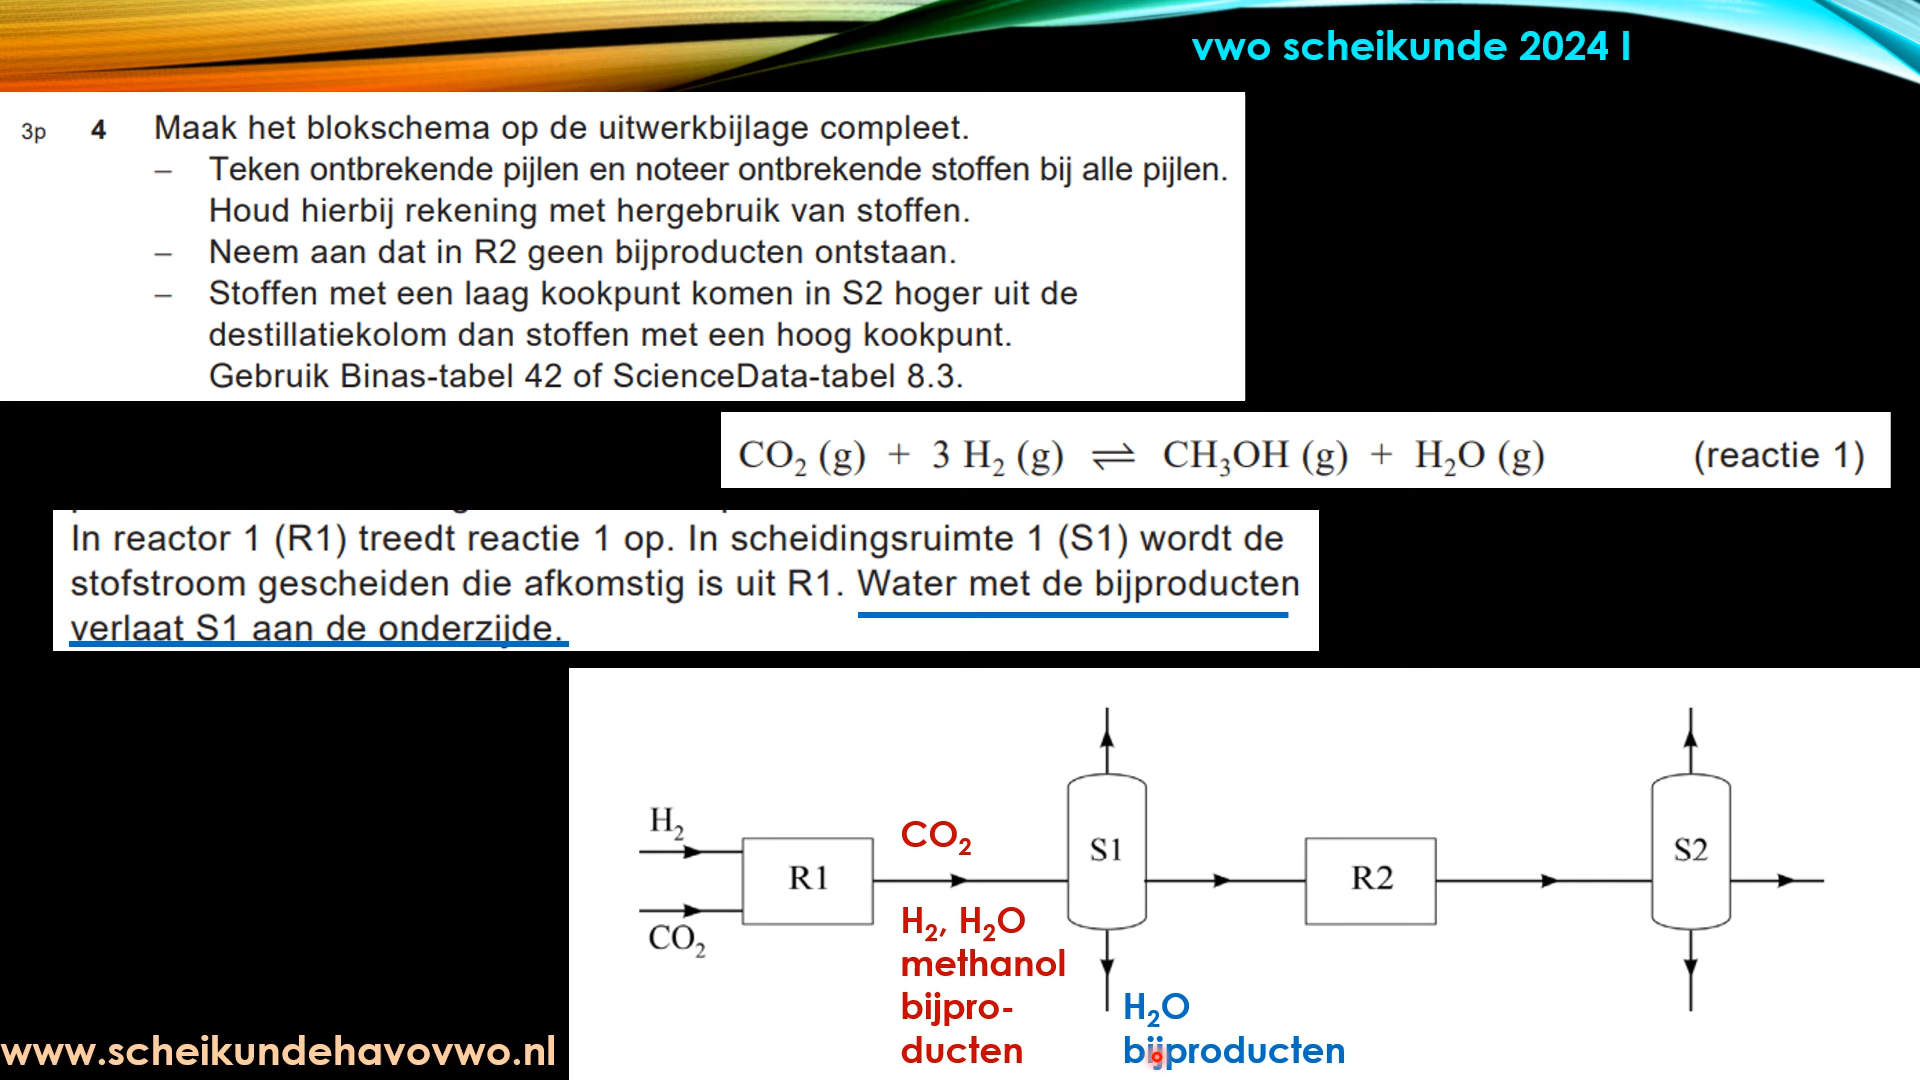 vwo scheikunde 2024 I
3p 4 Maak het blokschema op de uitwerkbijlage compleet.
– Teken ontbrekende pijlen en noteer ontbrekende stoffen bij alle pijlen.
Houd hierbij rekening met hergebruik van stoffen.
– Neem aan dat in R2 geen bijproducten ontstaan.
– Stoffen met een laag kookpunt komen in S2 hoger uit de
destillatiekolom dan stoffen met een hoog kookpunt.
Gebruik Binas-tabel 42 of ScienceData-tabel 8.3.
CO₂ (g) + 3 H₂ (g) ⇌ CH₃OH (g) + H₂O (g) (reactie 1)
In reactor 1 (R1) treedt reactie 1 op. In scheidingsruimte 1 (S1) wordt de
stofstroom gescheiden die afkomstig is uit R1. Water met de bijproducten
verlaat S1 aan de onderzijde.
H₂
CO₂
R1
CO₂
H₂, H₂O
methanol
bijpro-
ducten
S1
H₂O
bijproducten
R2
S2
www.scheikundehavovwo.nl